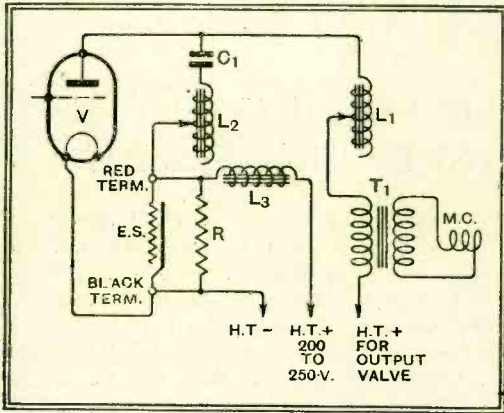 C1
V
L2
L1
RED
TERM.
L3
T1
M.C.
E.S.
R
BLACK
TERM.
H.T.-
H.T.+
200
TO
250·V.
H.T.+
FOR
OUTPUT
VALVE